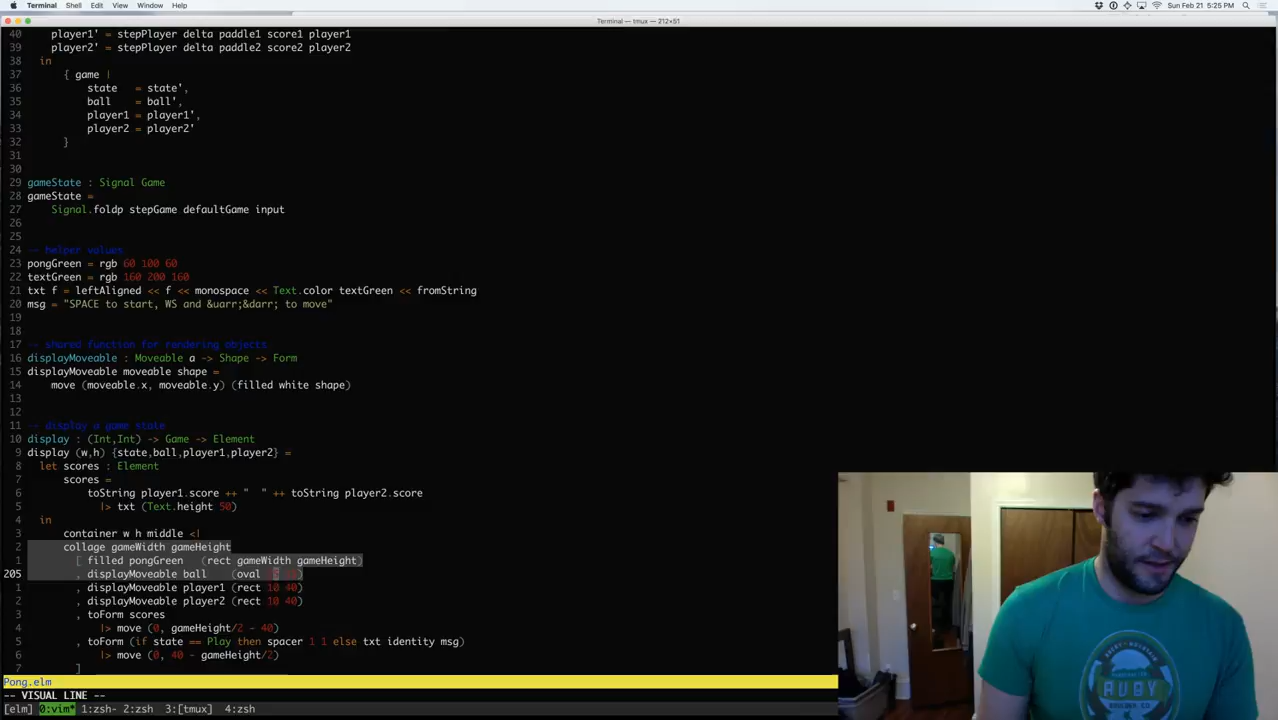 Terminal Shell Edit View Window Help
Sun Feb 21 5:25 PM
Terminal — tmux — 212×51
40 player1' = stepPlayer delta paddle1 score1 player1
39 player2' = stepPlayer delta paddle2 score2 player2
38 in
37 { game |
36 state = state',
35 ball = ball',
34 player1 = player1',
33 player2 = player2'
32 }
31
30
29 gameState : Signal Game
28 gameState =
27 Signal.foldp stepGame defaultGame input
26
25
24 -- helper values
23 pongGreen = rgb 60 100 60
22 textGreen = rgb 160 200 160
21 txt f = leftAligned << f << monospace << Text.color textGreen << fromString
20 msg = "SPACE to start, WS and &uarr;&darr; to move"
19
18
17 -- shared function for rendering objects
16 displayMoveable : Moveable a -> Shape -> Form
15 displayMoveable moveable shape =
14 move (moveable.x, moveable.y) (filled white shape)
13
12
11 -- display a game state
10 display : (Int,Int) -> Game -> Element
9 display (w,h) {state,ball,player1,player2} =
8 let scores : Element
7 scores =
6 toString player1.score ++ "  " ++ toString player2.score
5 |> txt (Text.height 50)
4 in
3 container w h middle <|
2 collage gameWidth gameHeight
1 [ filled pongGreen (rect gameWidth gameHeight)
205 , displayMoveable ball (oval
1 , displayMoveable player1 (rect 10 40)
2 , displayMoveable player2 (rect 10 40)
3 , toForm scores
4 |> move (0, gameHeight/2 - 40)
5 , toForm (if state == Play then spacer 1 1 else txt identity msg)
6 |> move (0, 40 - gameHeight/2)
7 ]
Pong.elm
-- VISUAL LINE --
[elm] 0:vim* 1:zsh- 2:zsh 3:[tmux] 4:zsh
RUBY
BOULDER, CO